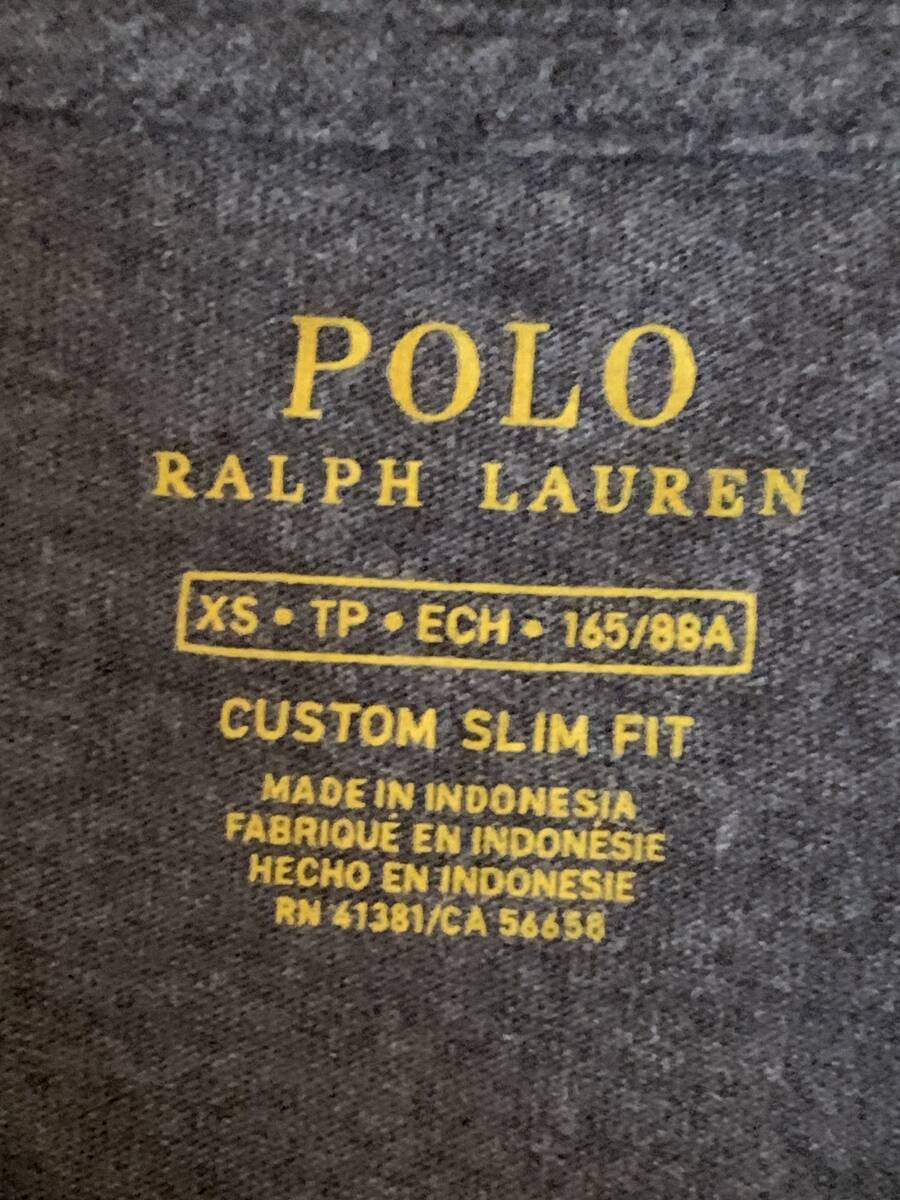 POLO
RALPH LAUREN
XS • TP • ECH • 165/88A
CUSTOM SLIM FIT
MADE IN INDONESIA
FABRIQUÉ EN INDONÉSIE
HECHO EN INDONESIE
RN 41381/CA 56658